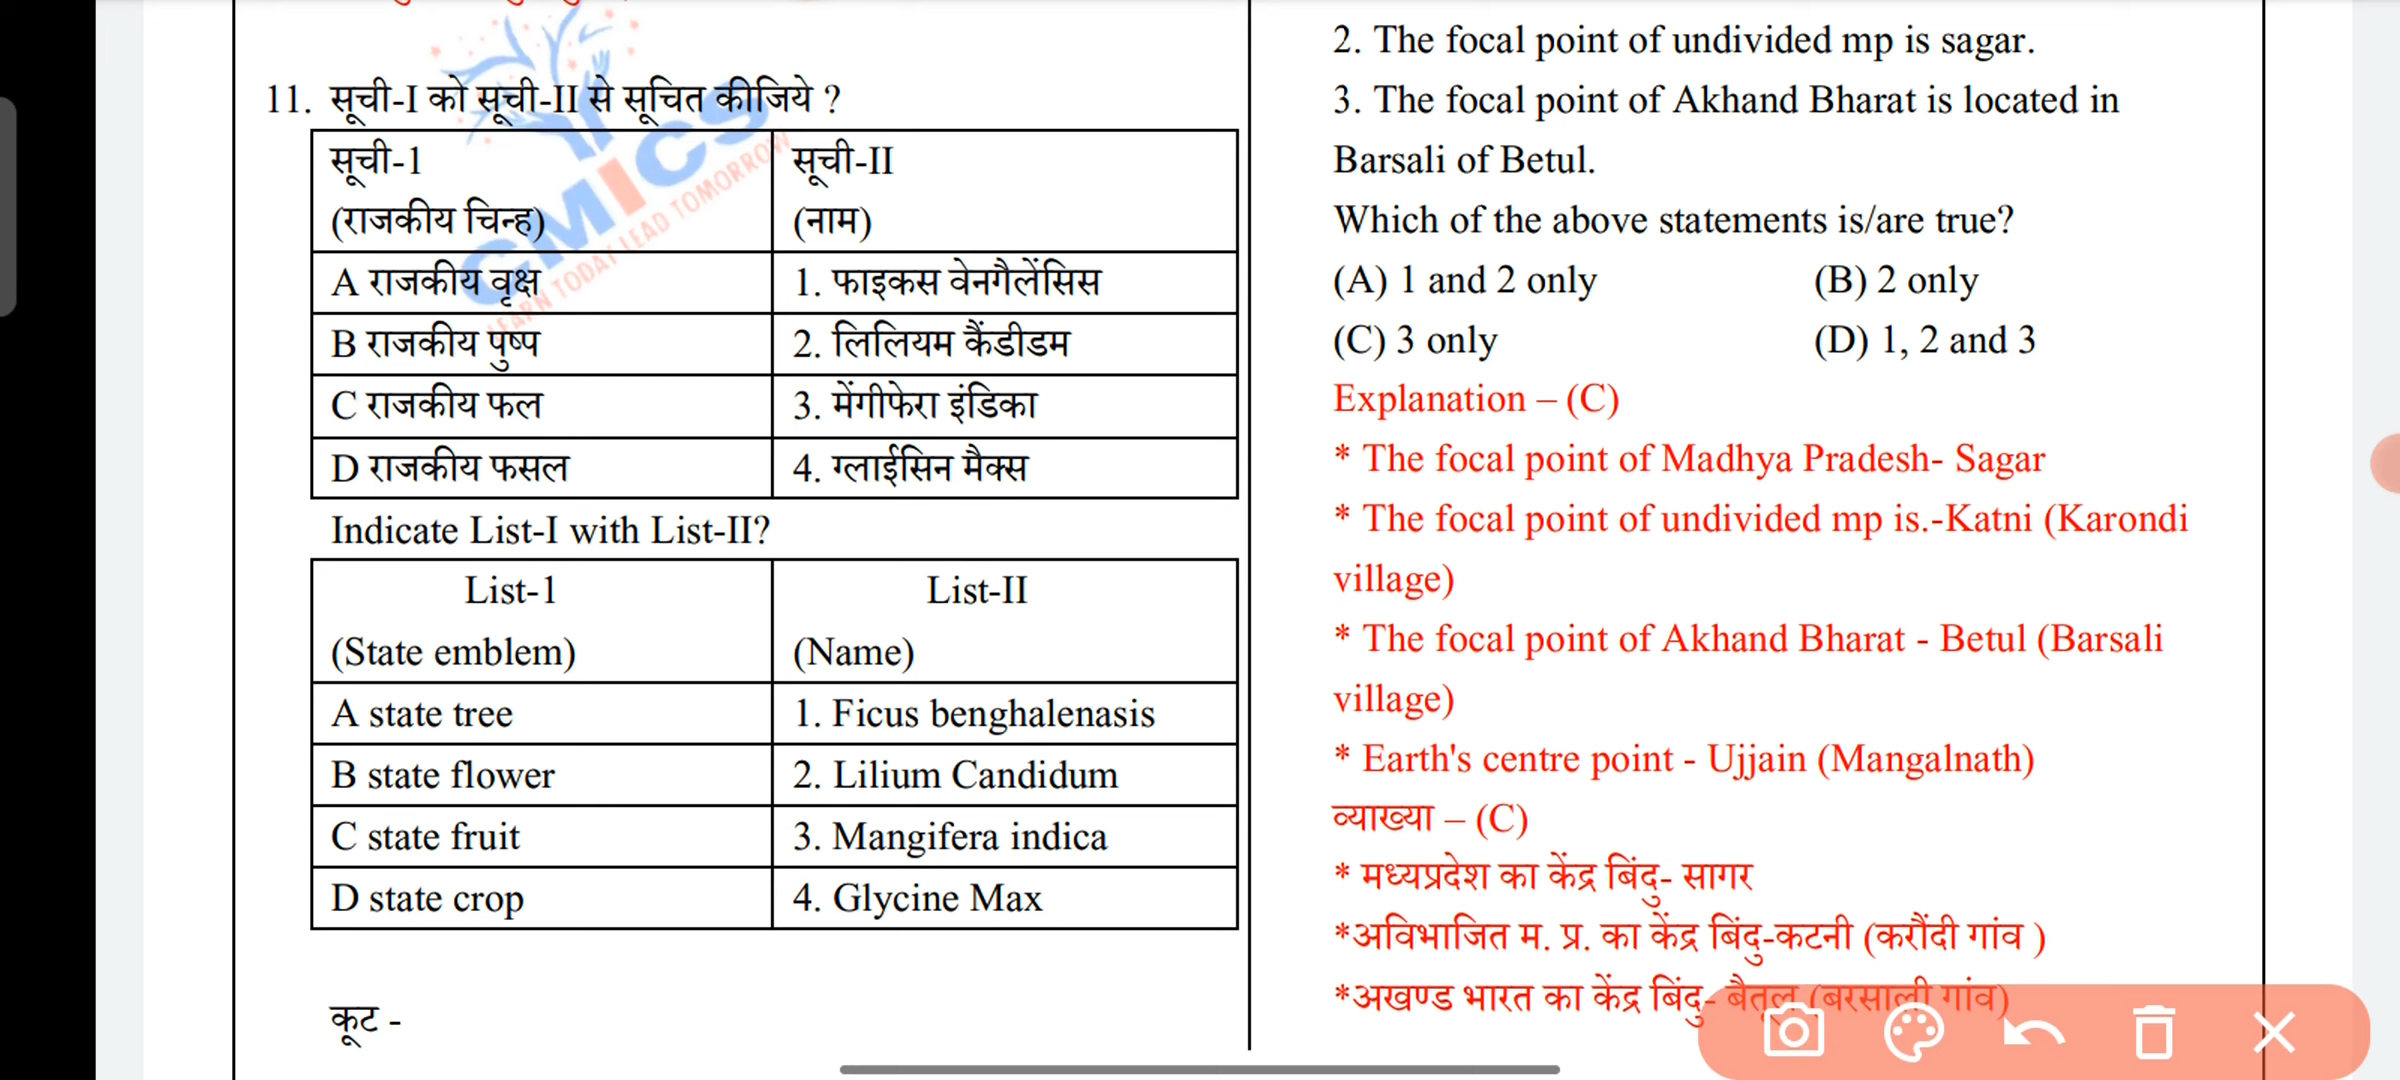 11. सूची-I को सूची-II से सूचित कीजिये ?
सूची-1 सूची-II
(राजकीय चिन्ह) (नाम)
A राजकीय वृक्ष 1. फाइकस वेनगैलेंसिस
B राजकीय पुष्प 2. लिलियम कैंडीडम
C राजकीय फल 3. मेंगीफेरा इंडिका
D राजकीय फसल 4. ग्लाईसिन मैक्स
Indicate List-I with List-II?
List-1 List-II
(State emblem) (Name)
A state tree 1. Ficus benghalenasis
B state flower 2. Lilium Candidum
C state fruit 3. Mangifera indica
D state crop 4. Glycine Max
कूट -
CMICS
LEARN TODAY LEAD TOMORROW
2. The focal point of undivided mp is sagar.
3. The focal point of Akhand Bharat is located in
Barsali of Betul.
Which of the above statements is/are true?
(A) 1 and 2 only (B) 2 only
(C) 3 only (D) 1, 2 and 3
Explanation – (C)
* The focal point of Madhya Pradesh- Sagar
* The focal point of undivided mp is.-Katni (Karondi
village)
* The focal point of Akhand Bharat - Betul (Barsali
village)
* Earth's centre point - Ujjain (Mangalnath)
व्याख्या – (C)
* मध्यप्रदेश का केंद्र बिंदु- सागर
*अविभाजित म. प्र. का केंद्र बिंदु-कटनी (करौंदी गांव )
*अखण्ड भारत का केंद्र बिंदु- बैतूल (बरसाली गांव)